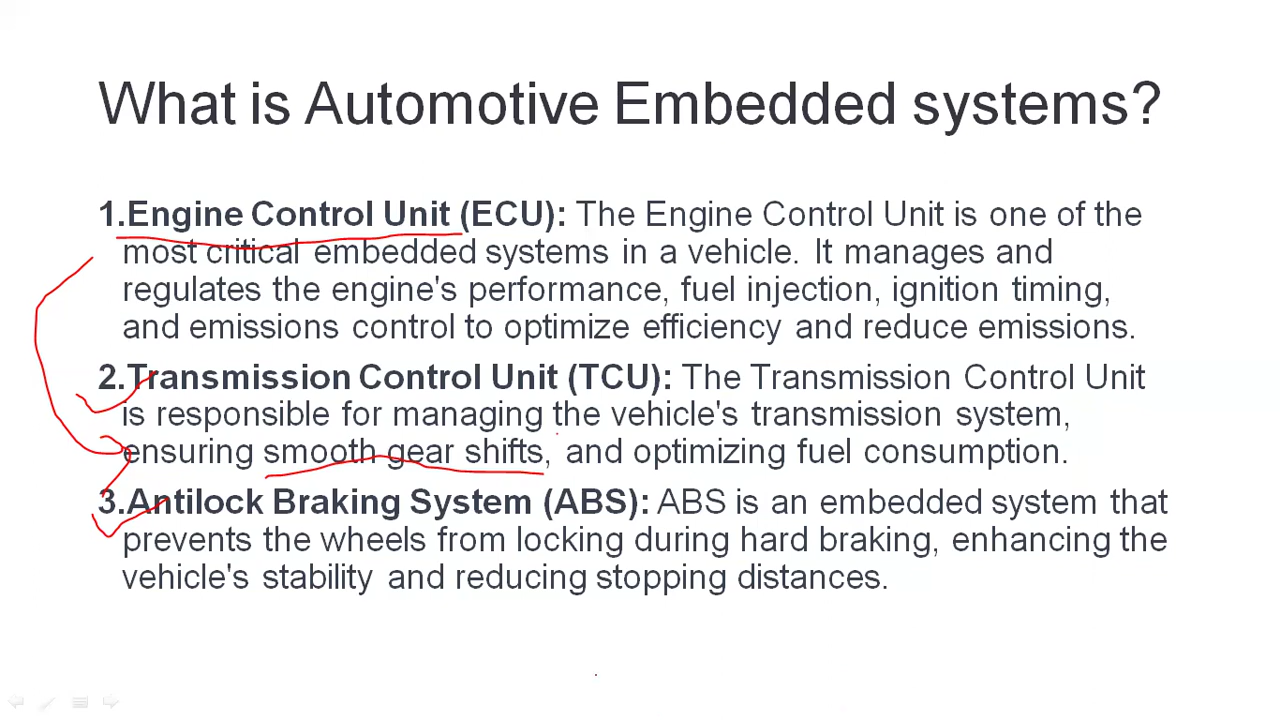 What is Automotive Embedded systems?
1.Engine Control Unit (ECU): The Engine Control Unit is one of the
most critical embedded systems in a vehicle. It manages and
regulates the engine's performance, fuel injection, ignition timing,
and emissions control to optimize efficiency and reduce emissions.
2.Transmission Control Unit (TCU): The Transmission Control Unit
is responsible for managing the vehicle's transmission system,
ensuring smooth gear shifts, and optimizing fuel consumption.
3.Antilock Braking System (ABS): ABS is an embedded system that
prevents the wheels from locking during hard braking, enhancing the
vehicle's stability and reducing stopping distances.